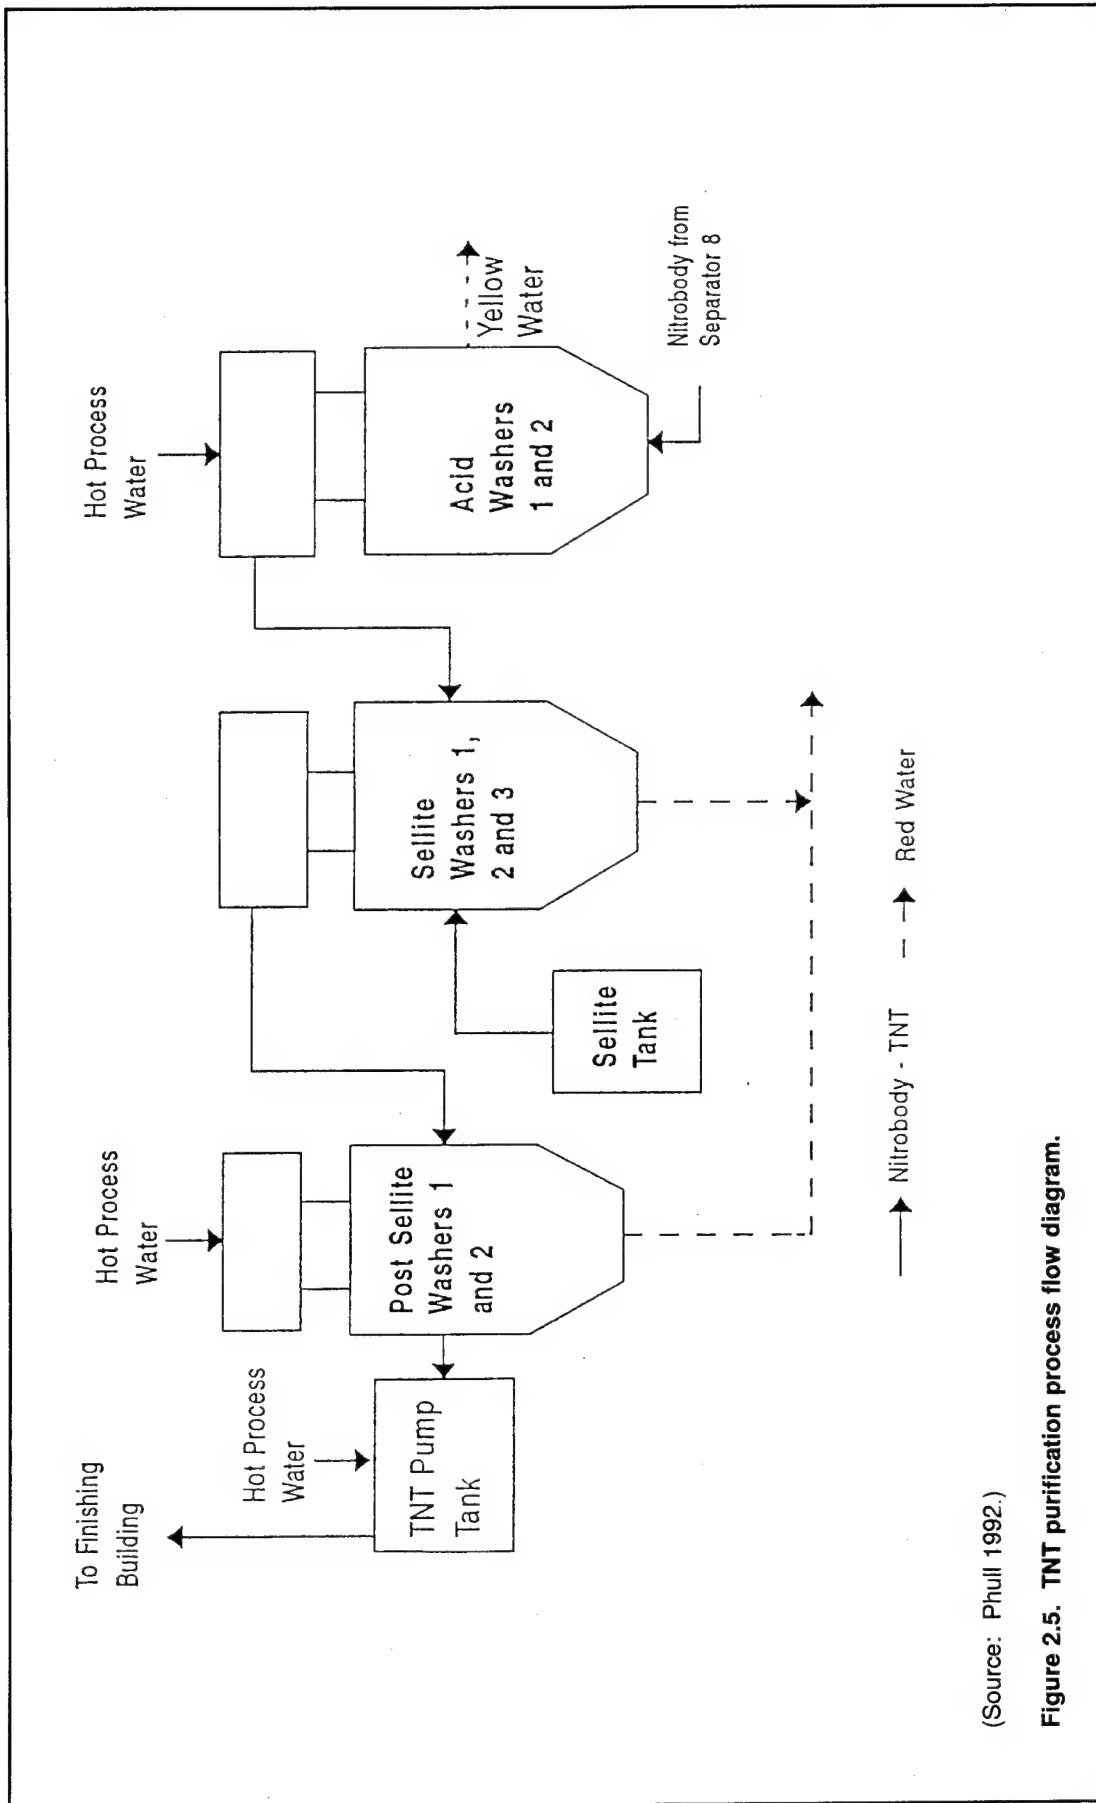 To Finishing
Building
Hot Process
Water
TNT Pump
Tank
Hot Process
Water
Post Sellite
Washers 1
and 2
Sellite
Tank
Sellite
Washers 1,
2 and 3
Hot Process
Water
Acid
Washers
1 and 2
Yellow
Water
Nitrobody from
Separator 8
Nitrobody - TNT
Red Water
(Source: Phull 1992.)
Figure 2.5. TNT purification process flow diagram.